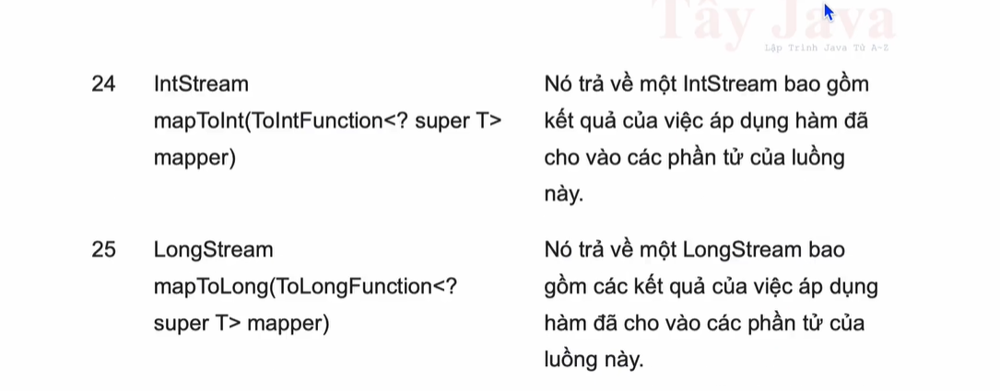 Tây Java
Lập Trình Java Từ A-Z
24 IntStream Nó trả về một IntStream bao gồm
mapToInt(ToIntFunction<? super T> kết quả của việc áp dụng hàm đã
mapper) cho vào các phần tử của luồng
này.
25 LongStream Nó trả về một LongStream bao
mapToLong(ToLongFunction<? gồm các kết quả của việc áp dụng
super T> mapper) hàm đã cho vào các phần tử của
luồng này.